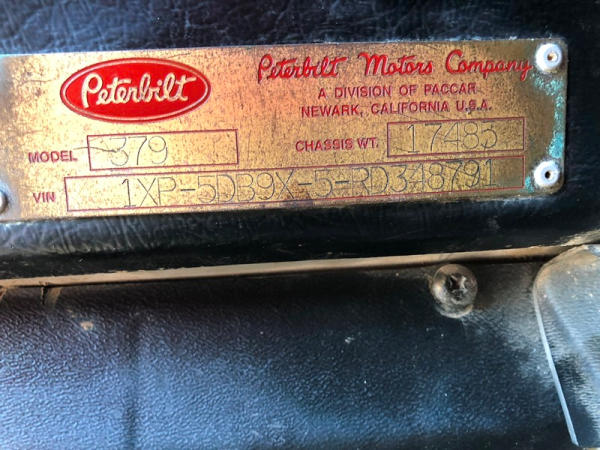 Peterbilt
Peterbilt Motors Company
A DIVISION OF PACCAR
NEWARK, CALIFORNIA U.S.A.
MODEL 379 CHASSIS WT. 17485
VIN 1XP-5DB9X-5-RD348791